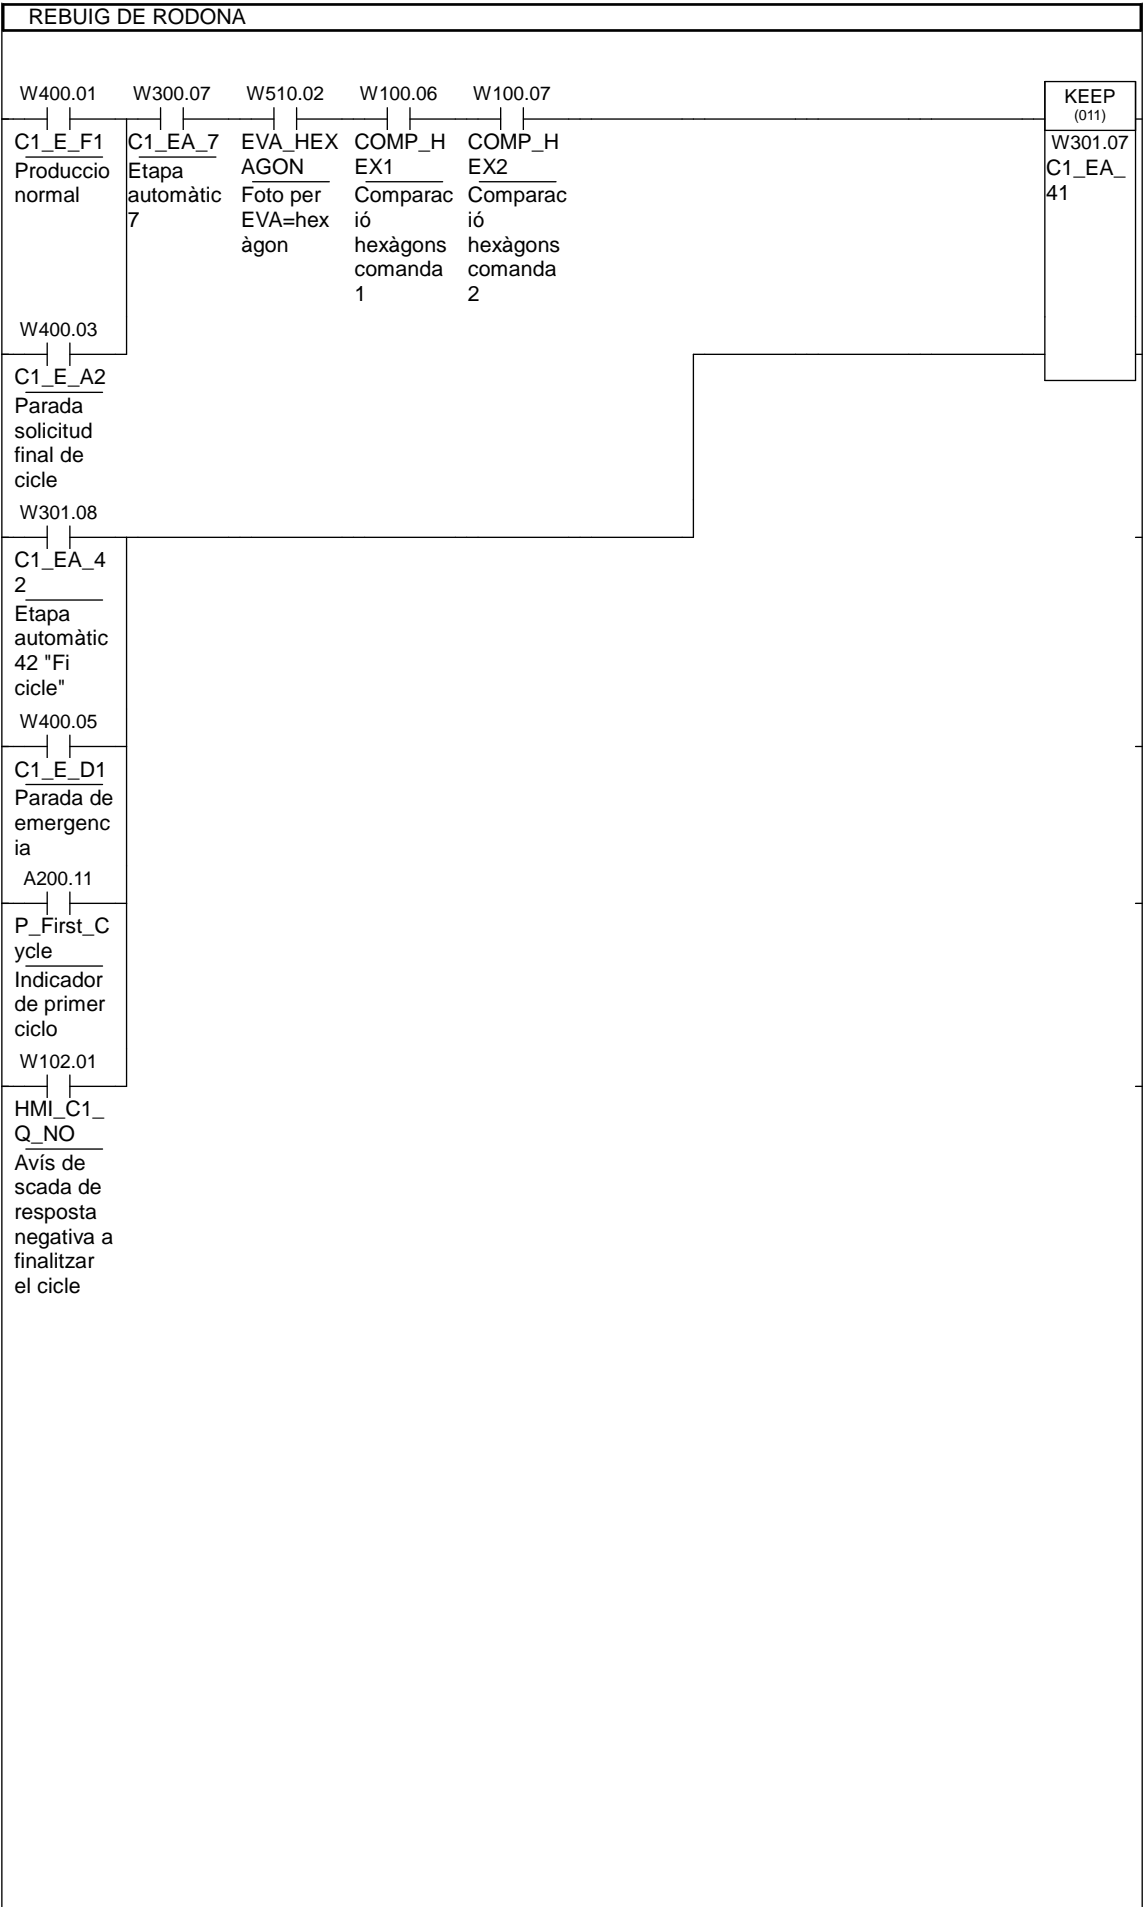 REBUIG DE RODONA
W400.01 W300.07 W510.02 W100.06 W100.07
KEEP
(011)
W301.07
C1_EA_
41
C1_E_F1 C1_EA_7 EVA_HEX COMP_H COMP_H
AGON EX1 EX2
Produccio Etapa Foto per Comparac Comparac
normal automàtic EVA=hex ió ió
7 àgon hexàgons hexàgons
comanda comanda
1 2
W400.03
C1_E_A2
Parada
solicitud
final de
cicle
W301.08
C1_EA_4
2
Etapa
automàtic
42 "Fi
cicle"
W400.05
C1_E_D1
Parada de
emergenc
ia
A200.11
P_First_C
ycle
Indicador
de primer
ciclo
W102.01
HMI_C1_
Q_NO
Avís de
scada de
resposta
negativa a
finalitzar
el cicle